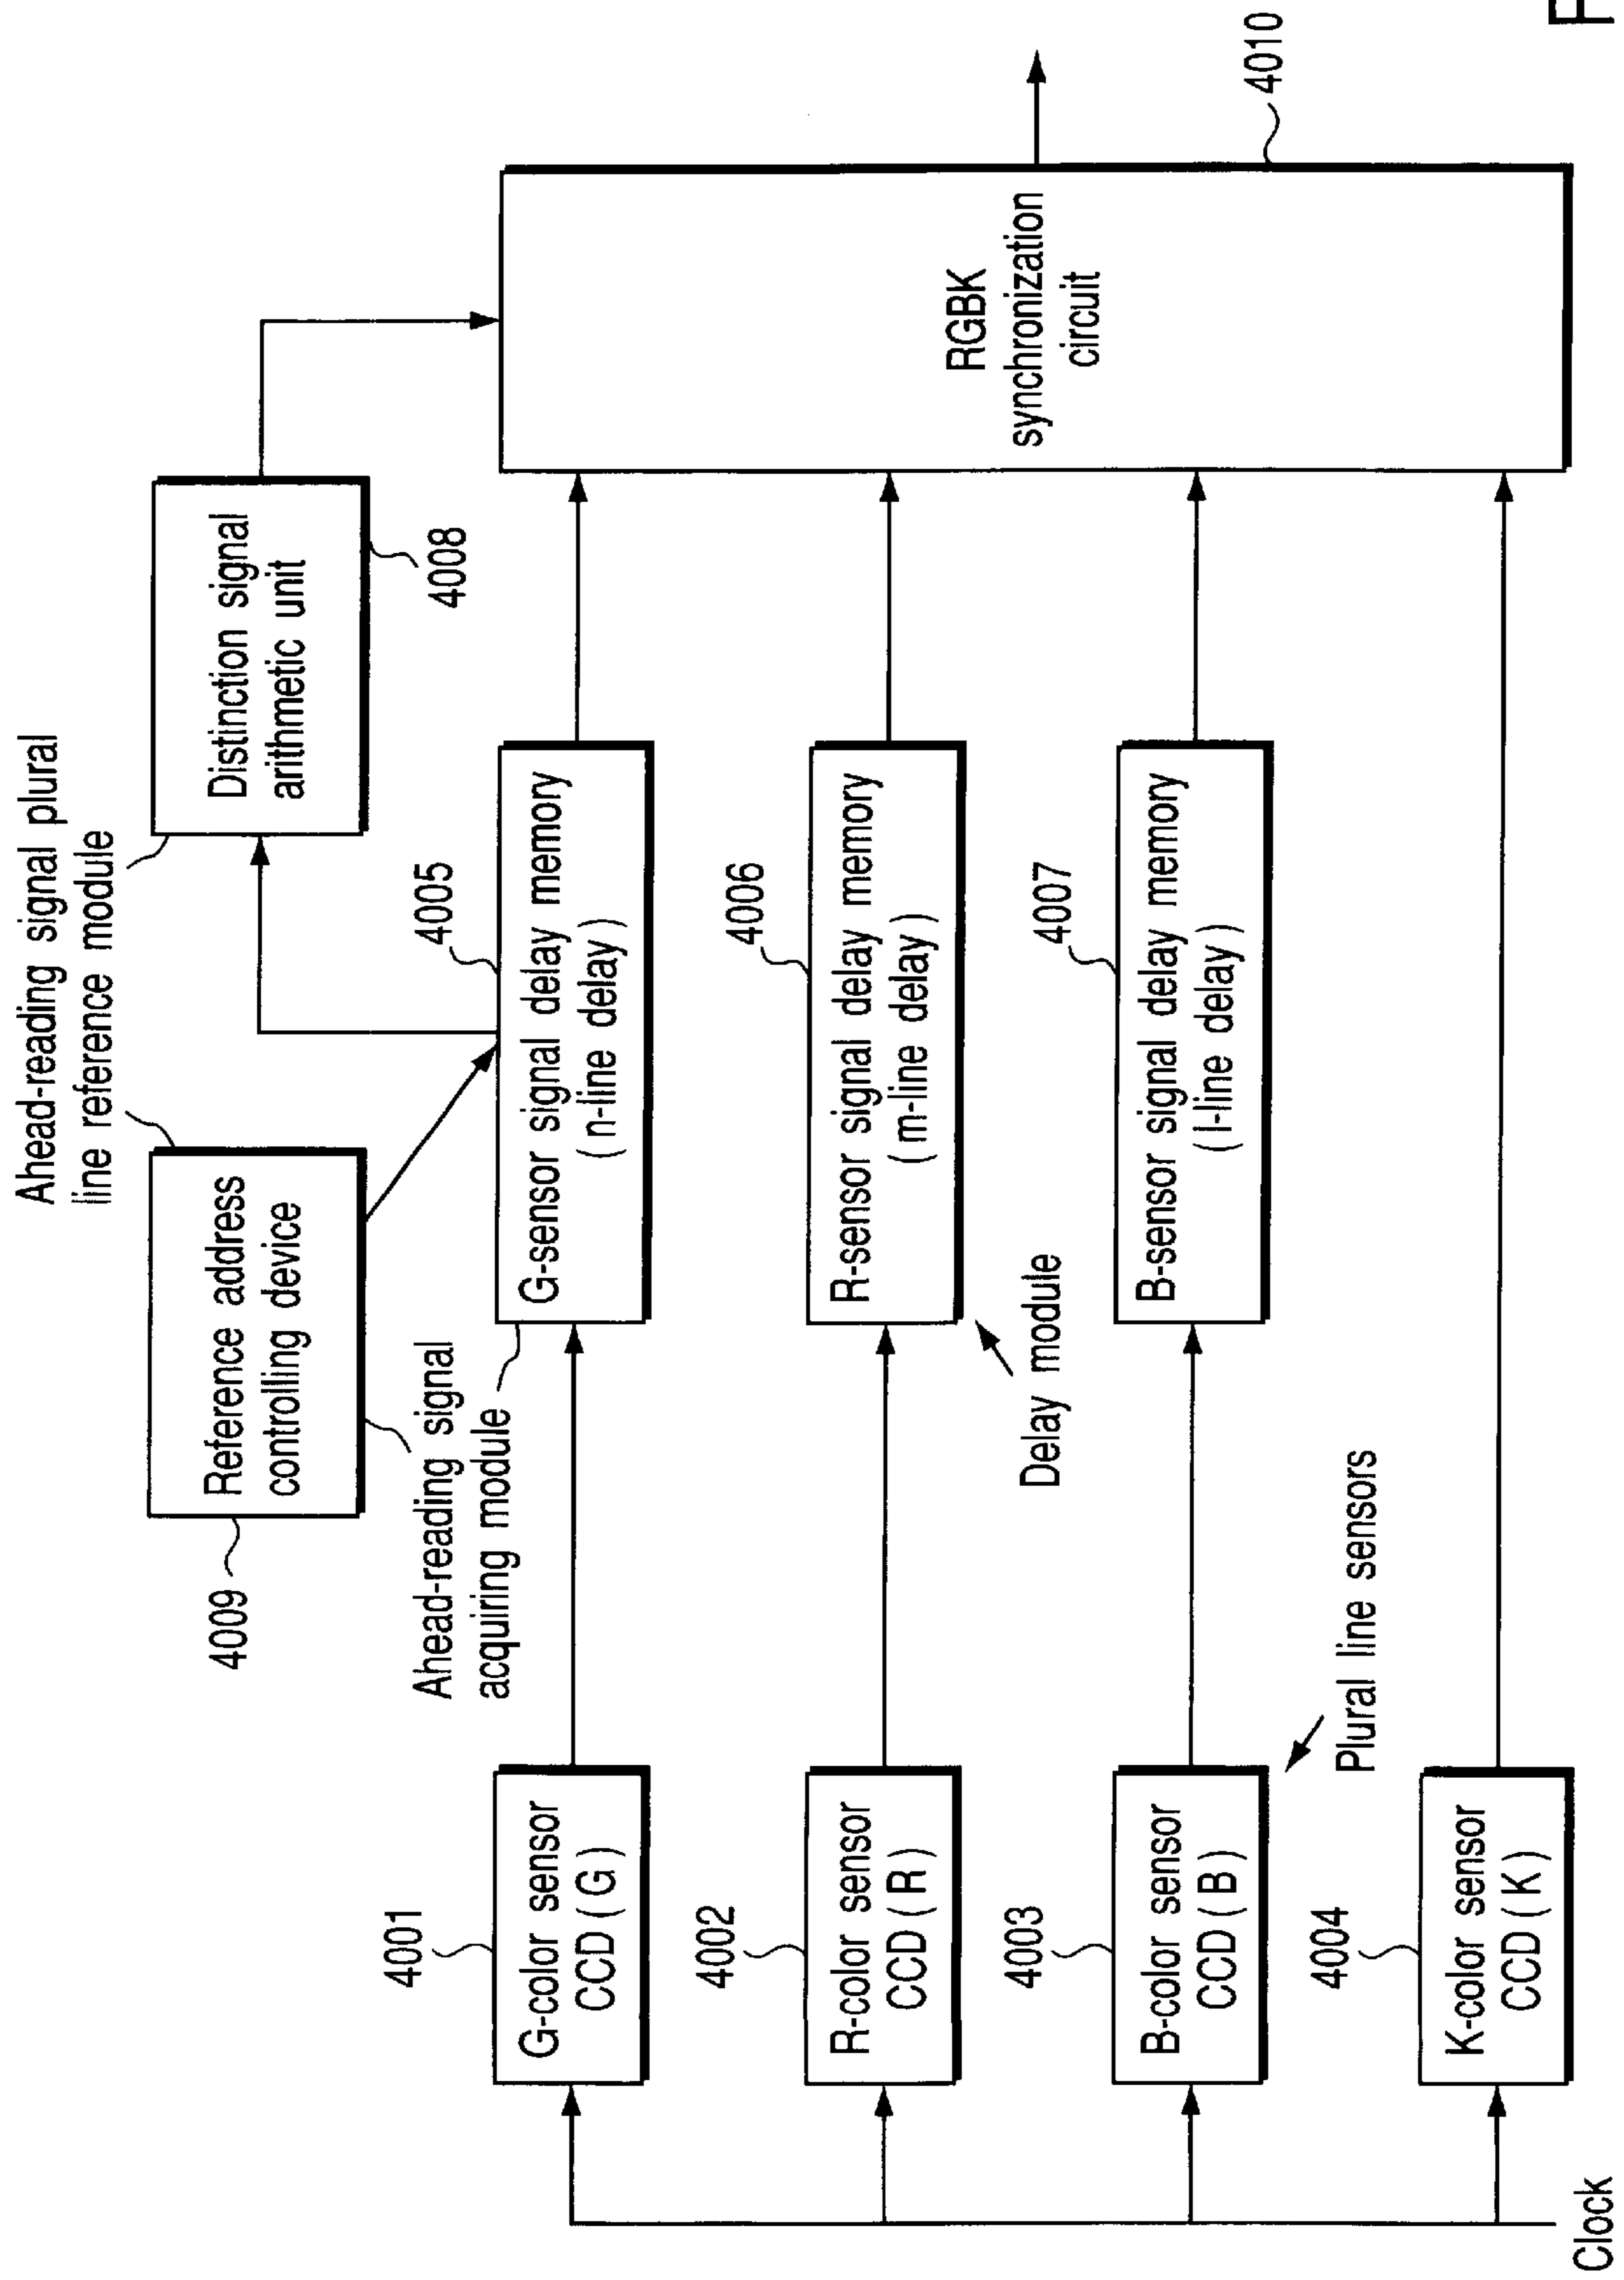 Ahead-reading signal plural
line reference module
4009
Reference address
controlling device
Distinction signal
arithmetic unit
4008
Ahead-reading signal
acquiring module
4001
G-color sensor
CCD (G)
4005
G-sensor signal delay memory
(n-line delay)
4002
R-color sensor
CCD (R)
4006
R-sensor signal delay memory
(m-line delay)
Delay module
4003
B-color sensor
CCD (B)
4007
B-sensor signal delay memory
(l-line delay)
Plural line sensors
4004
K-color sensor
CCD (K)
RGBK
synchronization
circuit
4010
Clock